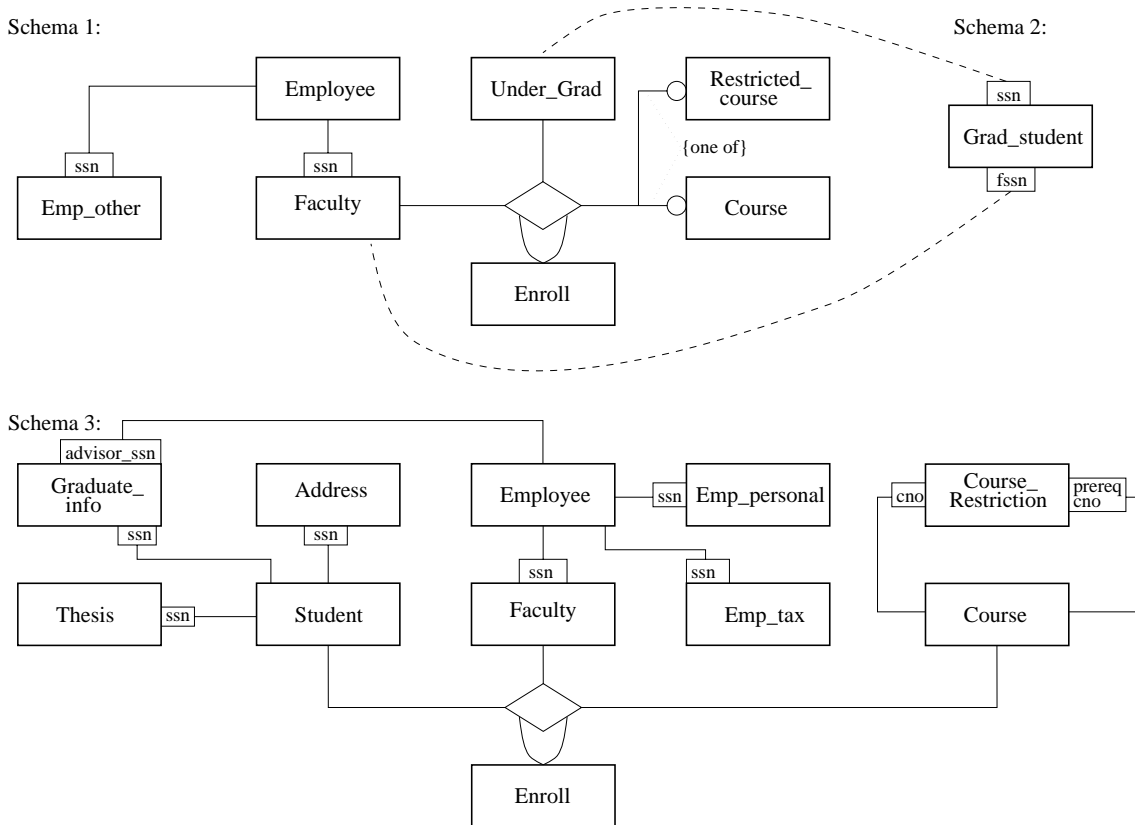 Schema 1:
Schema 2:
Employee
Under_Grad
Restricted_
course
ssn
Grad_student
fssn
{one of}
ssn
Emp_other
ssn
Faculty
Course
Enroll
Schema 3:
advisor_ssn
Graduate_
info
ssn
Address
ssn
Employee
ssn
Emp_personal
cno
Course_
Restriction
prereq
cno
Thesis
ssn
Student
ssn
Faculty
ssn
Emp_tax
Course
Enroll